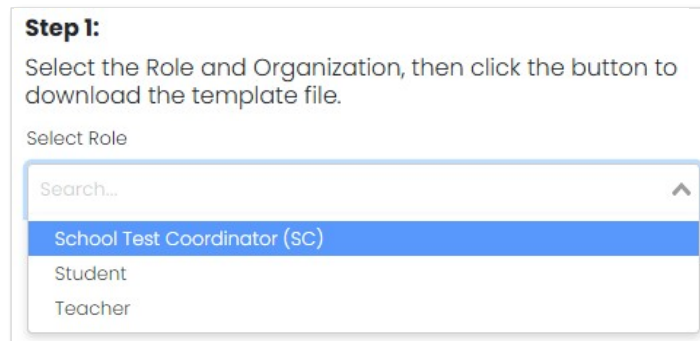 Step 1:
Select the Role and Organization, then click the button to
download the template file.
Select Role
Search...
School Test Coordinator (SC)
Student
Teacher